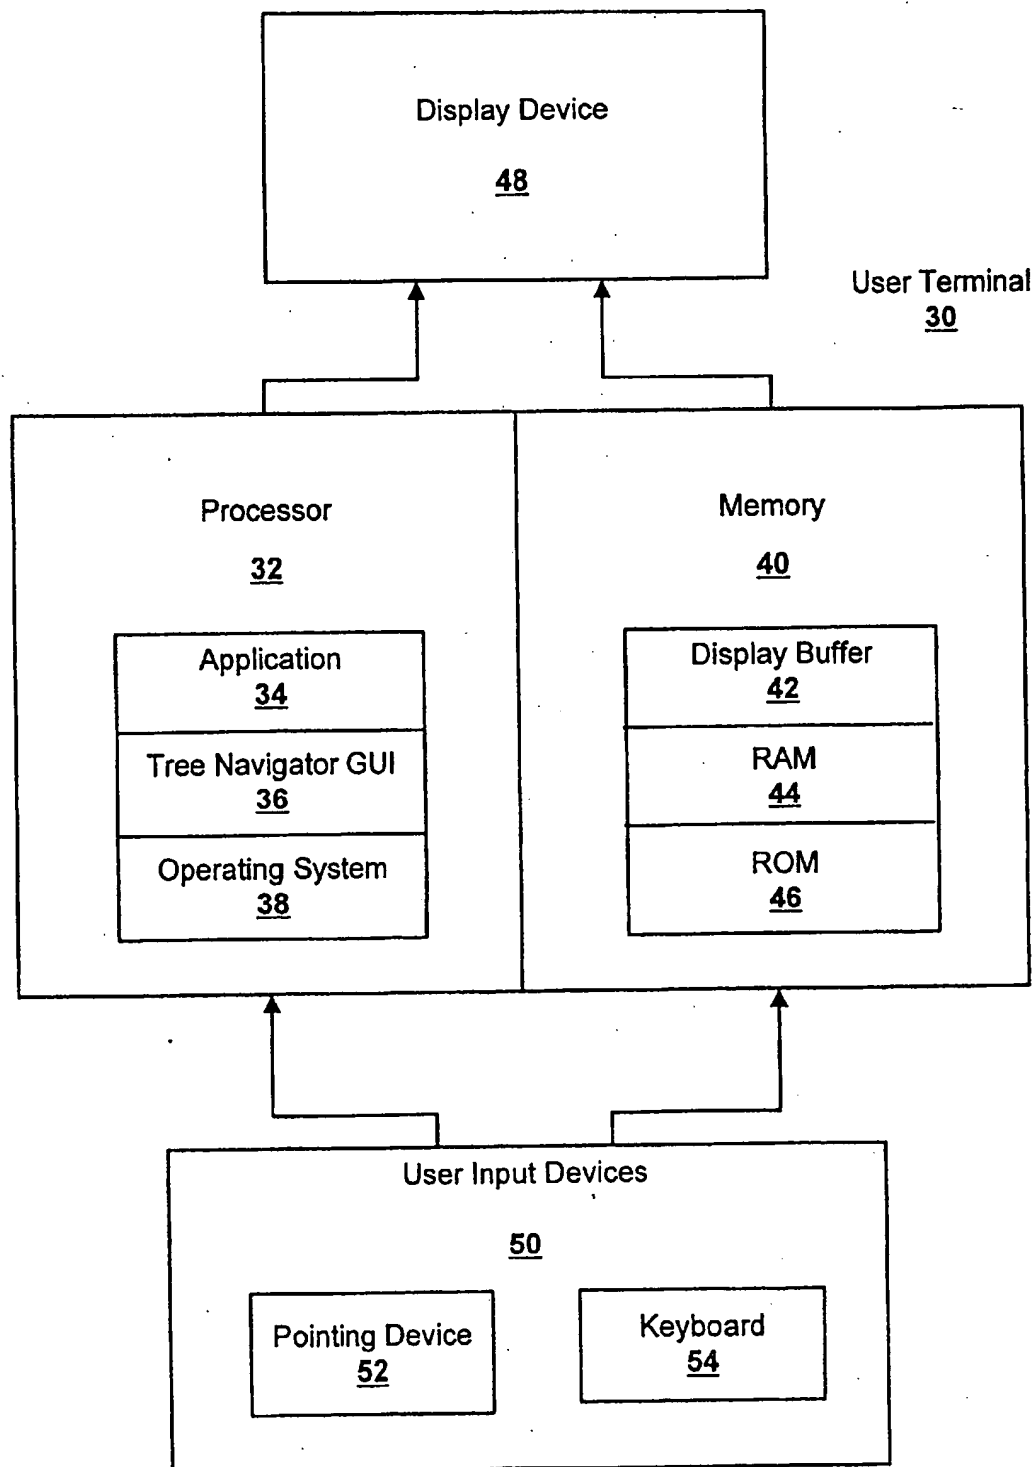 Display Device
48
User Terminal
30
Processor
32
Application
34
Tree Navigator GUI
36
Operating System
38
Memory
40
Display Buffer
42
RAM
44
ROM
46
User Input Devices
50
Pointing Device
52
Keyboard
54